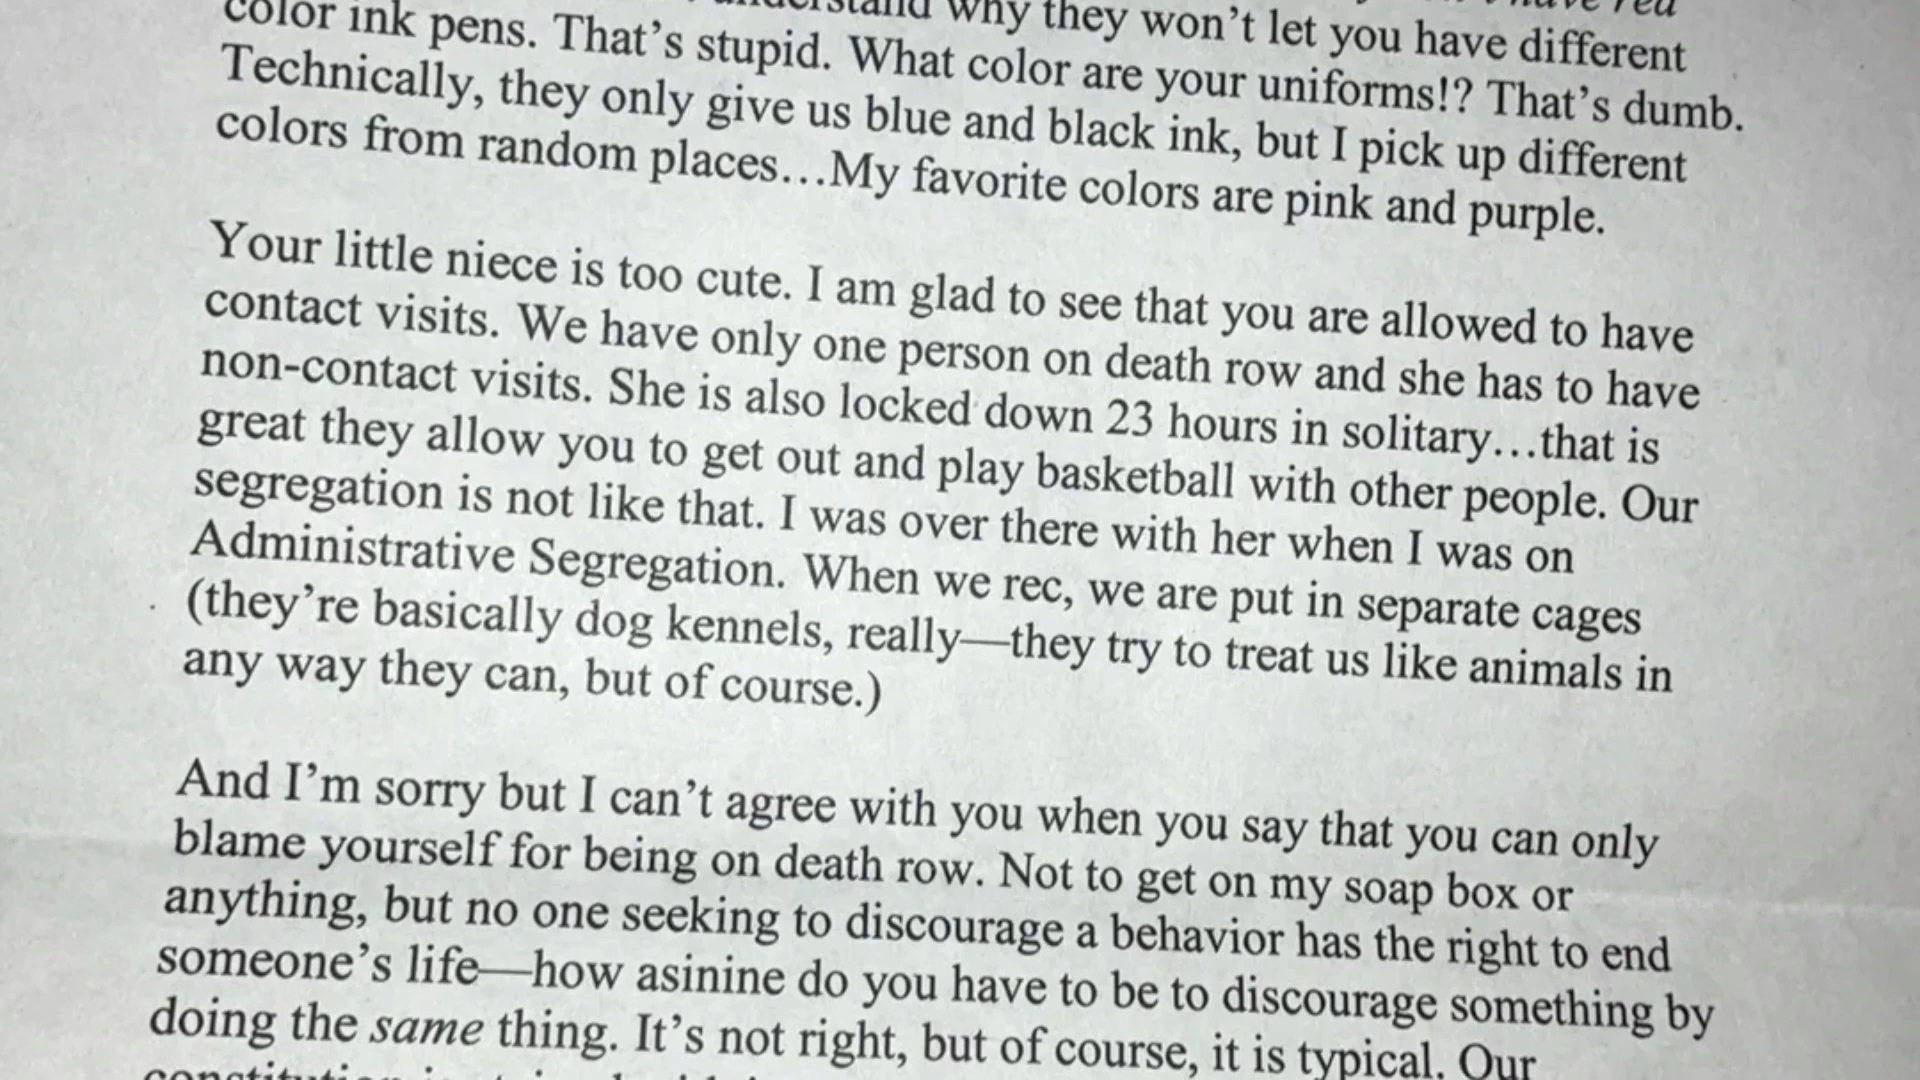 understand why they won't let you have different
color ink pens. That's stupid. What color are your uniforms!? That's dumb.
Technically, they only give us blue and black ink, but I pick up different
colors from random places…My favorite colors are pink and purple.
Your little niece is too cute. I am glad to see that you are allowed to have
contact visits. We have only one person on death row and she has to have
non-contact visits. She is also locked down 23 hours in solitary…that is
great they allow you to get out and play basketball with other people. Our
segregation is not like that. I was over there with her when I was on
Administrative Segregation. When we rec, we are put in separate cages
(they're basically dog kennels, really—they try to treat us like animals in
any way they can, but of course.)
And I'm sorry but I can't agree with you when you say that you can only
blame yourself for being on death row. Not to get on my soap box or
anything, but no one seeking to discourage a behavior has the right to end
someone's life—how asinine do you have to be to discourage something by
doing the same thing. It's not right, but of course, it is typical. Our